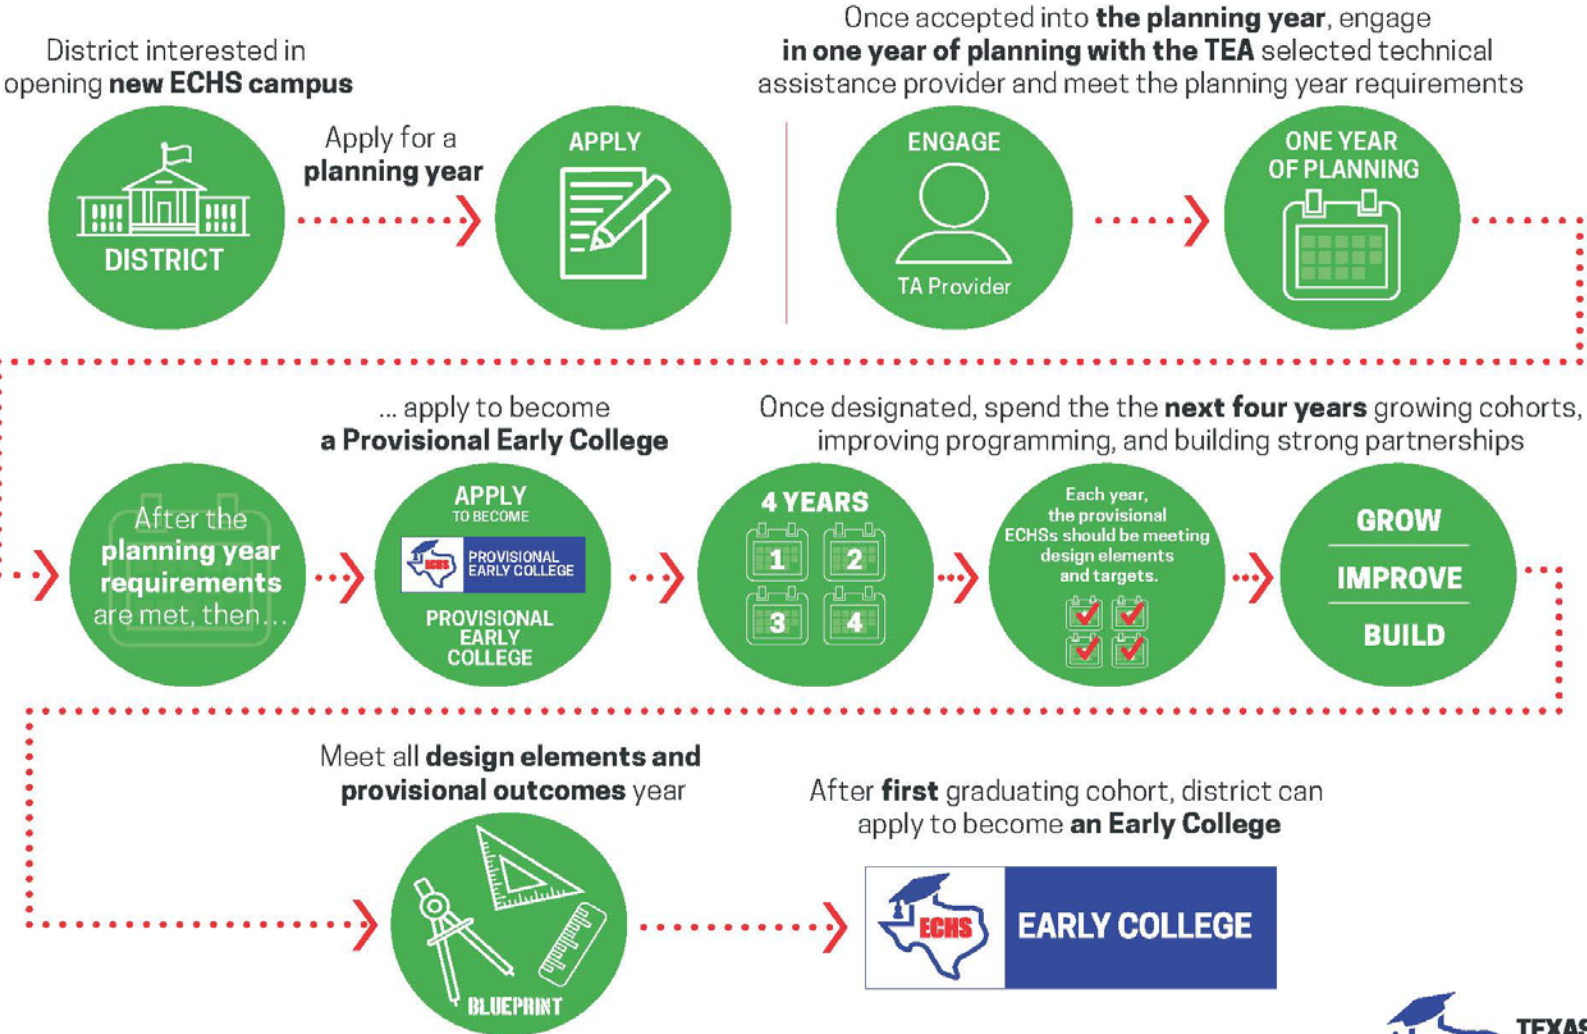 District interested in
opening new ECHS campus
DISTRICT
Apply for a
planning year
APPLY
Once accepted into the planning year, engage
in one year of planning with the TEA selected technical
assistance provider and meet the planning year requirements
ENGAGE
TA Provider
ONE YEAR
OF PLANNING
After the
planning year
requirements
are met, then...
... apply to become
a Provisional Early College
APPLY
TO BECOME
ECHS
PROVISIONAL
EARLY COLLEGE
PROVISIONAL
EARLY
COLLEGE
Once designated, spend the the next four years growing cohorts,
improving programming, and building strong partnerships
4 YEARS
1 2
3 4
Each year,
the provisional
ECHSs should be meeting
design elements
and targets.
GROW
IMPROVE
BUILD
Meet all design elements and
provisional outcomes year
BLUEPRINT
After first graduating cohort, district can
apply to become an Early College
ECHS
EARLY COLLEGE
TEXAS